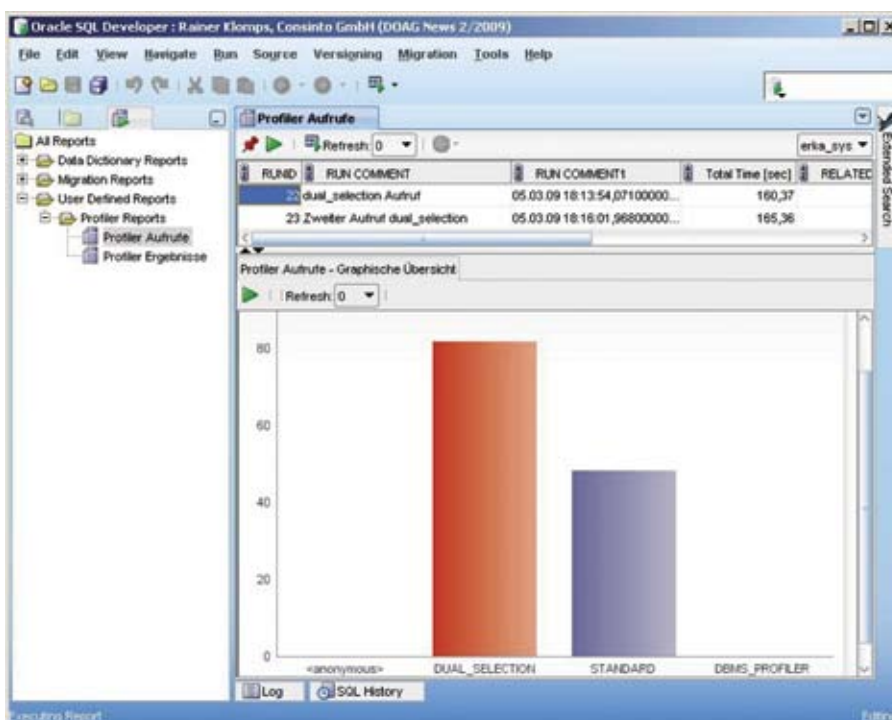 Oracle SQL Developer : Rainer Klomps, Consinto GmbH (DOAG News 2/2009)
File Edit View Navigate Run Source Versioning Migration Tools Help
All Reports
Data Dictionary Reports
Migration Reports
User Defined Reports
Profiler Reports
Profiler Aufrufe
Profiler Ergebnisse
Profiler Aufrufe
Refresh: 0
erka_sys
Extended Search
RUNID RUN COMMENT RUN COMMENT1 Total Time [sec] RELATED
22 dual_selection Aufruf 05.03.09 18:13:54,07100000... 160,37
23 Zweiter Aufruf dual_selection 05.03.09 18:16:01,96800000... 165,36
Profiler Aufrufe - Graphische Übersicht
Refresh: 0
80
60
40
20
0
<anonymous> DUAL_SELECTION STANDARD DBMS_PROFILER
Log SQL History
Executing Report